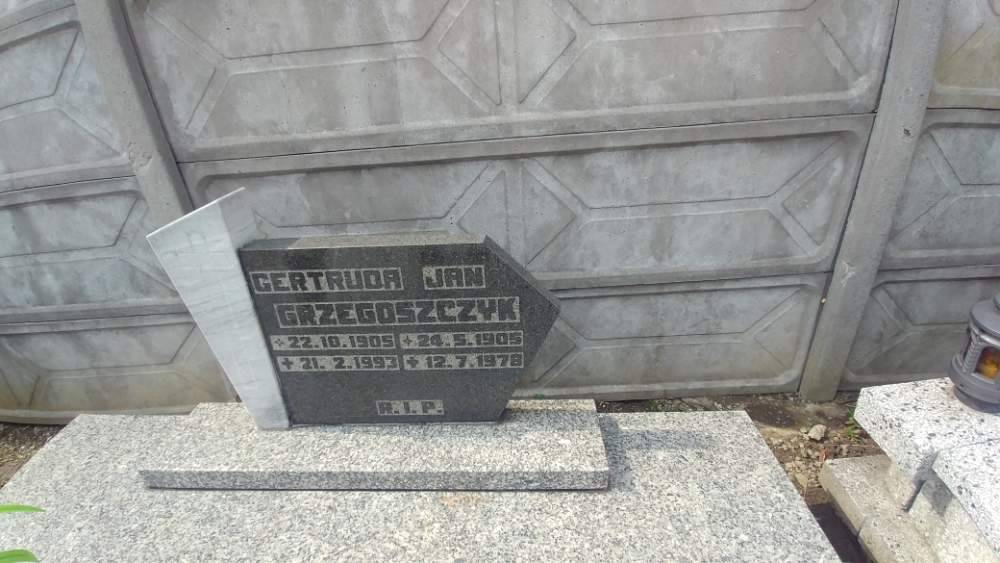 GERTRUDA JAN
GRZEGOSZCZYK
+ 22.10.1905 + 24.5.1905
+ 21.2.1993 + 12.7.1978
R.I.P.